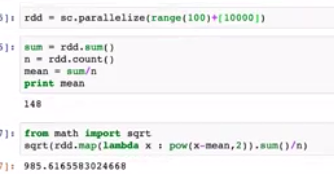 5]: rdd = sc.parallelize(range(100)+[10000])
5]: sum = rdd.sum()
n = rdd.count()
mean = sum/n
print mean
148
7]: from math import sqrt
sqrt(rdd.map(lambda x : pow(x-mean,2)).sum()/n)
7]: 985.6165583024668